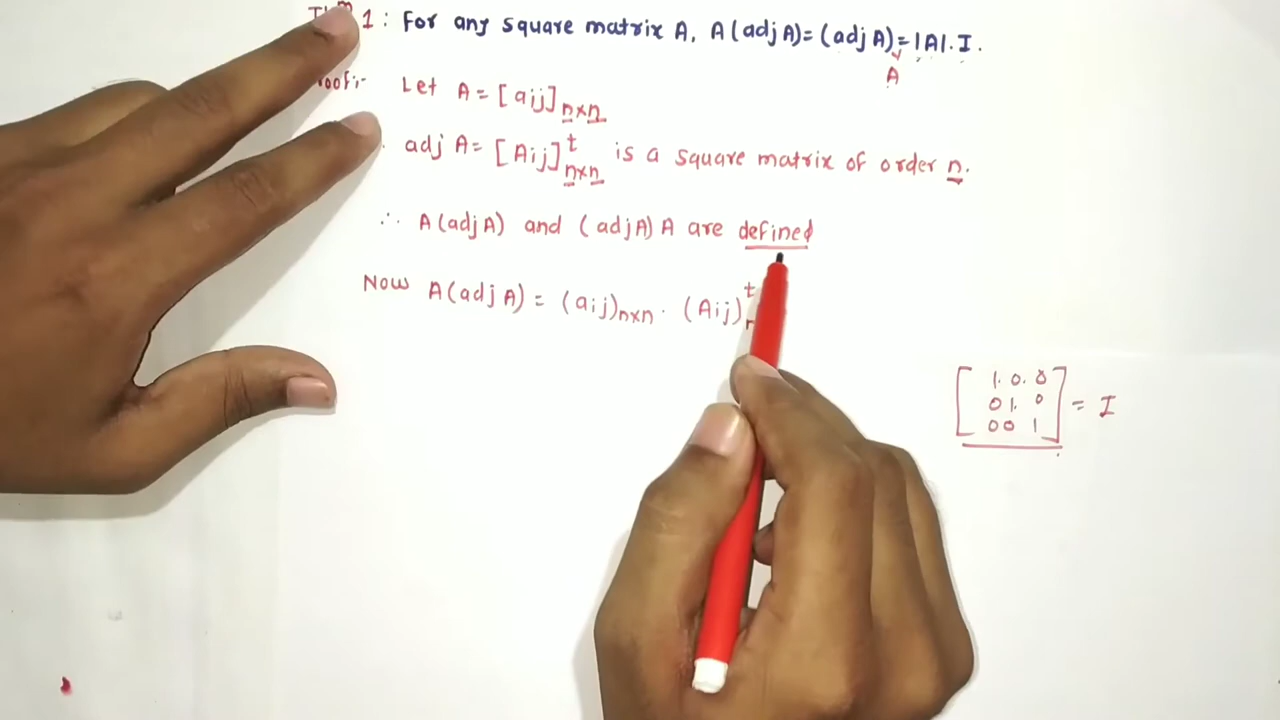 1: For any square matrix A, A(adj A)=(adj A)=|A|.I.
A
Let A=[aij]n×n
adj A=[Aij]ᵗn×n is a square matrix of order n.
∴ A(adj A) and (adj A) A are defined
Now A(adj A) = (aij)n×n · (Aij)ᵗ
1. 0. 0
0 1. 0 = I
0 0 1